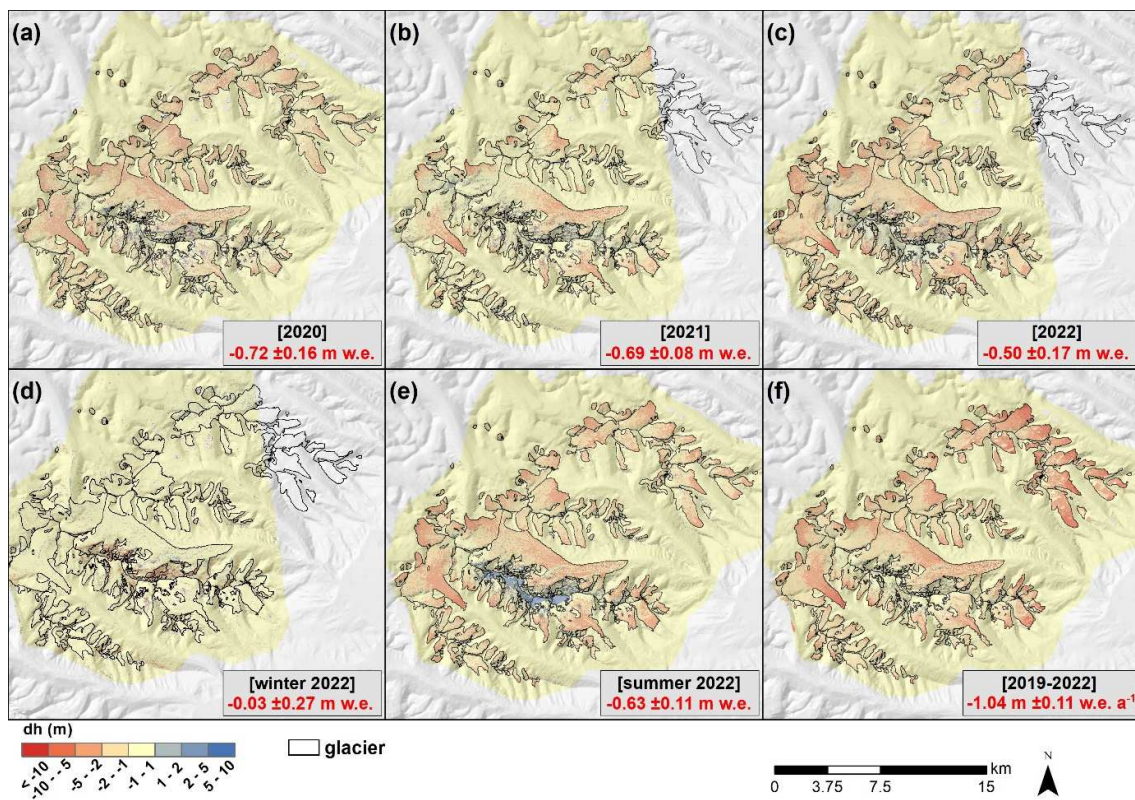 (a)
(b)
(c)
[2020]
-0.72 ±0.16 m w.e.
[2021]
-0.69 ±0.08 m w.e.
[2022]
-0.50 ±0.17 m w.e.
(d)
(e)
(f)
[winter 2022]
-0.03 ±0.27 m w.e.
[summer 2022]
-0.63 ±0.11 m w.e.
[2019-2022]
-1.04 m ±0.11 w.e. a⁻¹
dh (m)
< -10
-10 - -5
-5 - -2
-2 - -1
-1 - 1
1 - 2
2 - 5
5 - 10
glacier
km
0 3.75 7.5 15
N